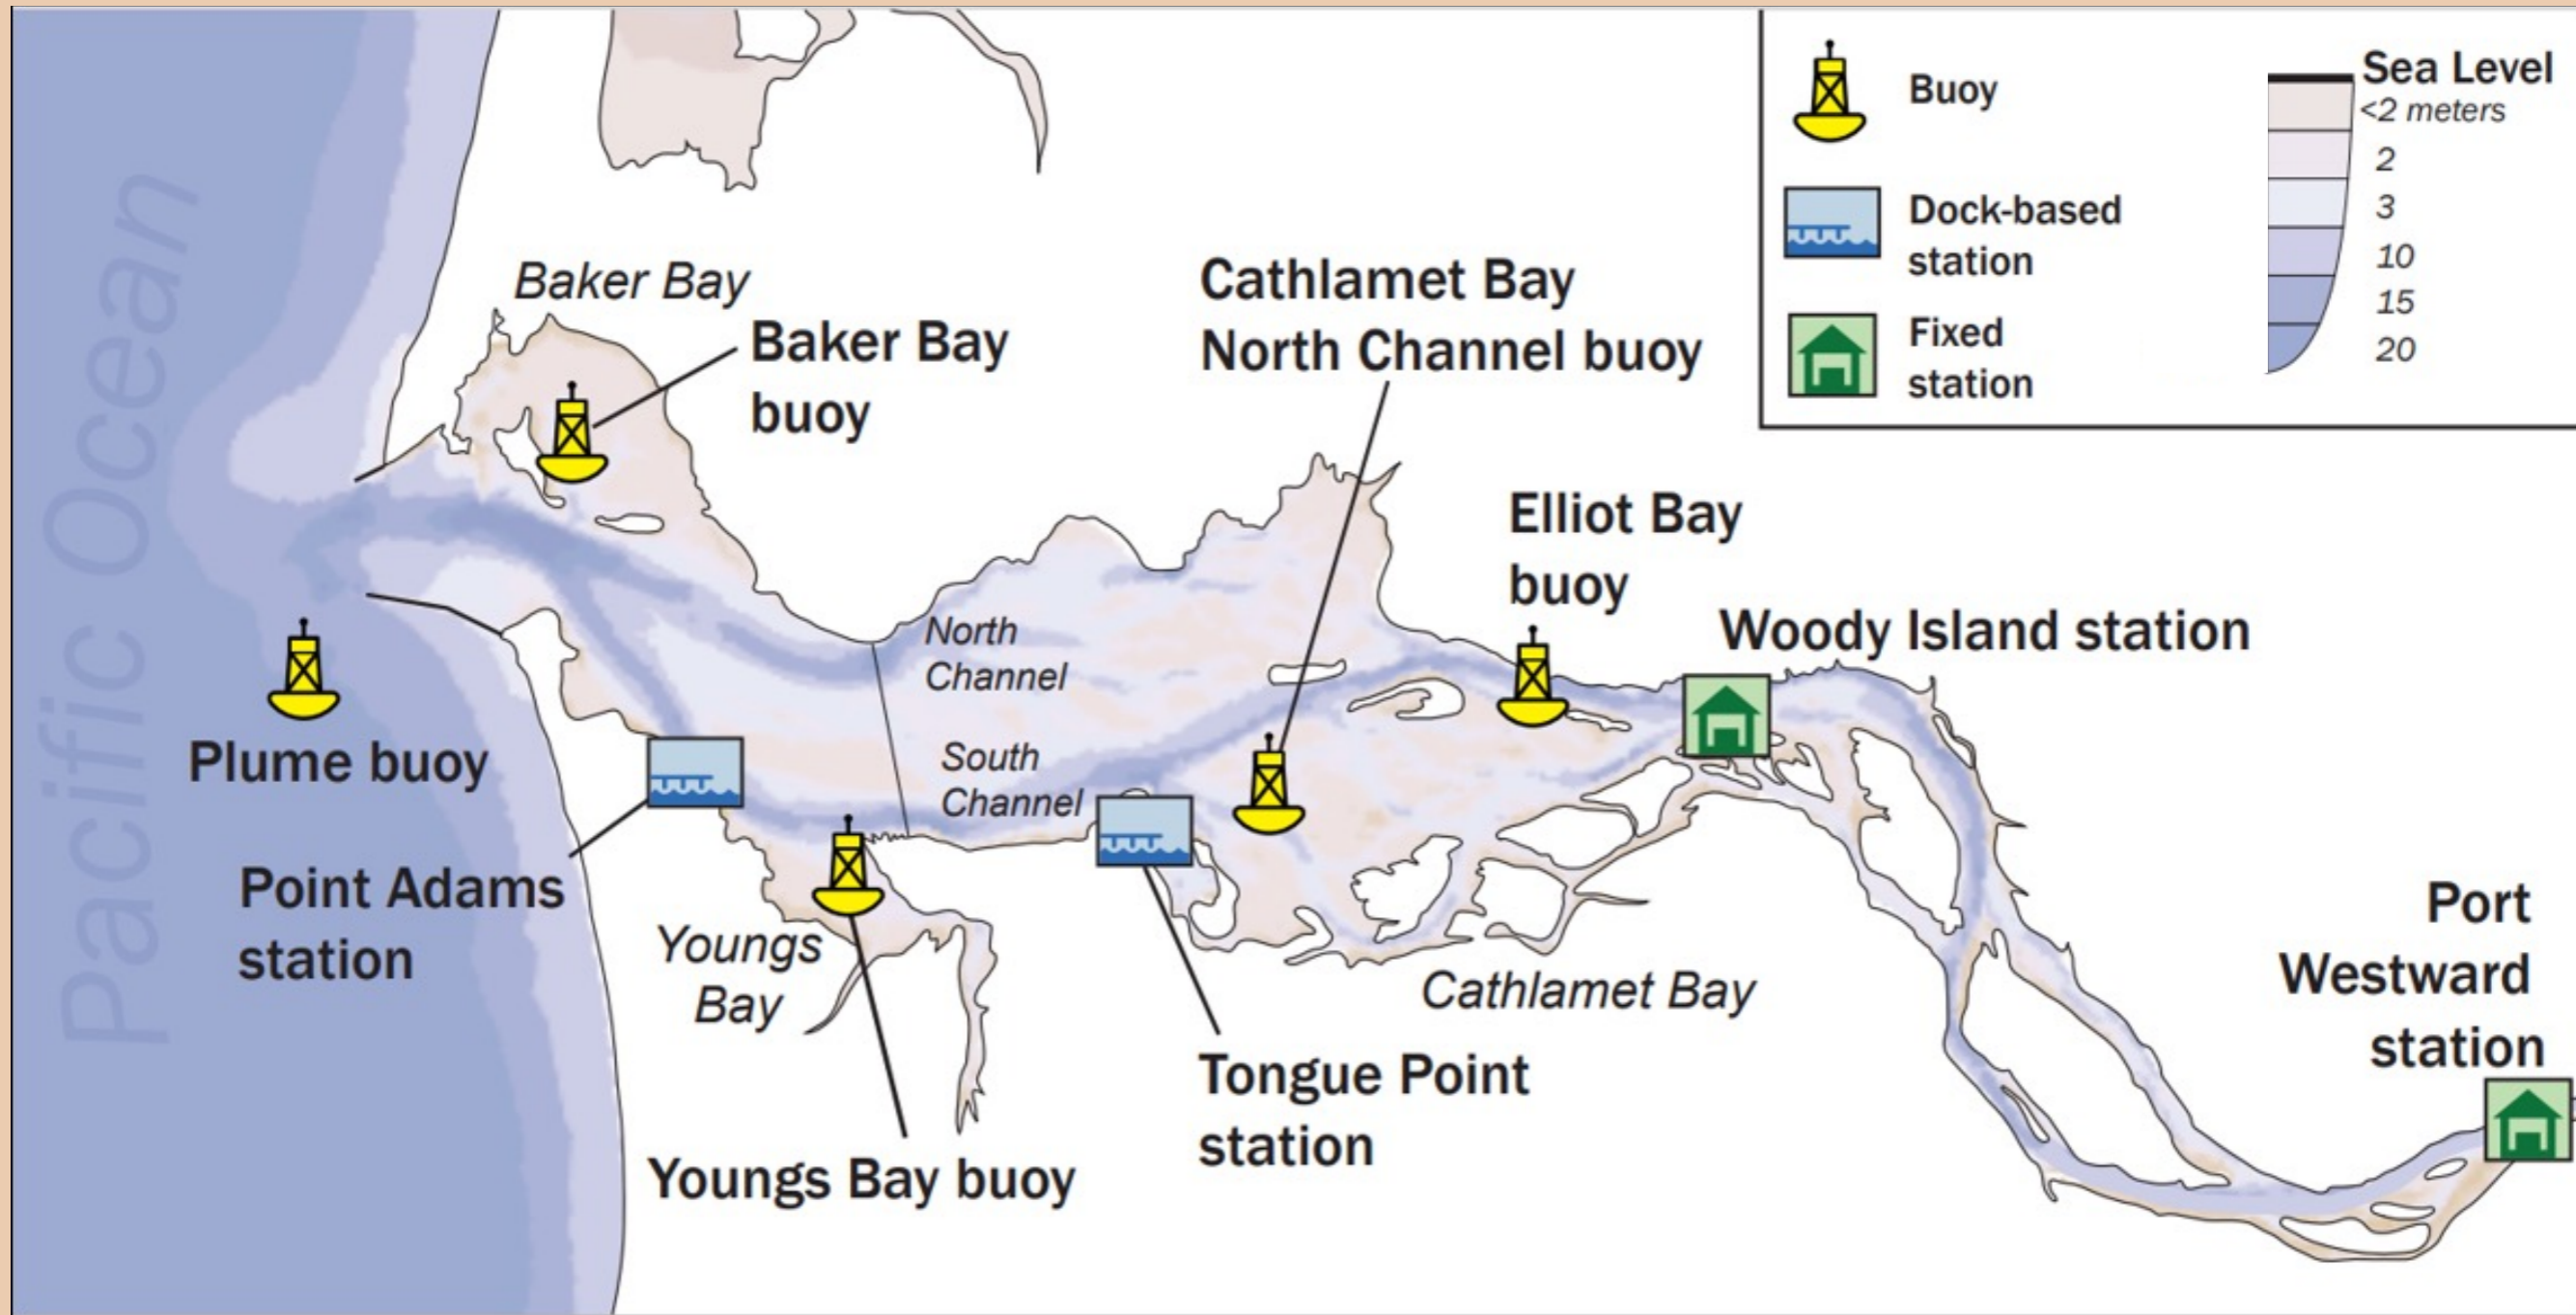 Pacific Ocean
Baker Bay
Baker Bay
buoy
Cathlamet Bay
North Channel buoy
Elliot Bay
buoy
Woody Island station
North
Channel
South
Channel
Plume buoy
Point Adams
station
Youngs
Bay
Youngs Bay buoy
Tongue Point
station
Cathlamet Bay
Port
Westward
station
Buoy
Dock-based
station
Fixed
station
Sea Level
<2 meters
2
3
10
15
20